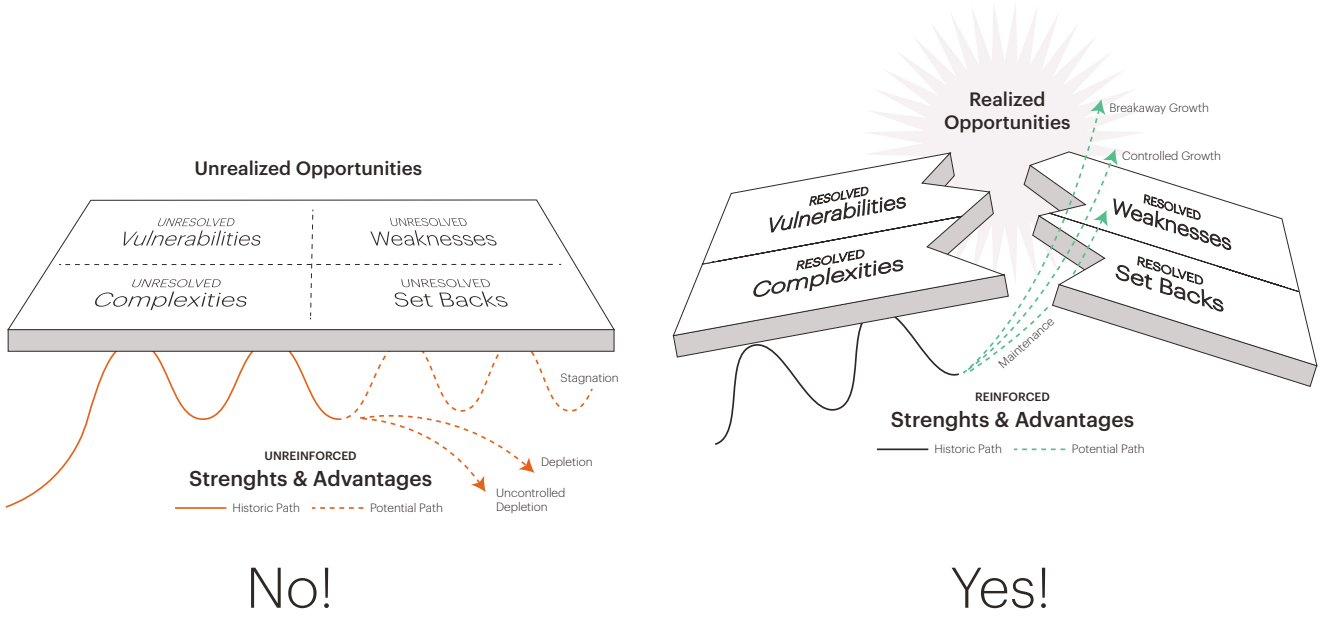 Unrealized Opportunities
UNRESOLVED
Vulnerabilities
UNRESOLVED
Weaknesses
UNRESOLVED
Complexities
UNRESOLVED
Set Backs
Stagnation
Depletion
Uncontrolled
Depletion
UNREINFORCED
Strenghts & Advantages
Historic Path
Potential Path
No!
Realized
Opportunities
Breakaway Growth
Controlled Growth
RESOLVED
Vulnerabilities
RESOLVED
Weaknesses
RESOLVED
Complexities
RESOLVED
Set Backs
Maintenance
REINFORCED
Strenghts & Advantages
Historic Path
Potential Path
Yes!